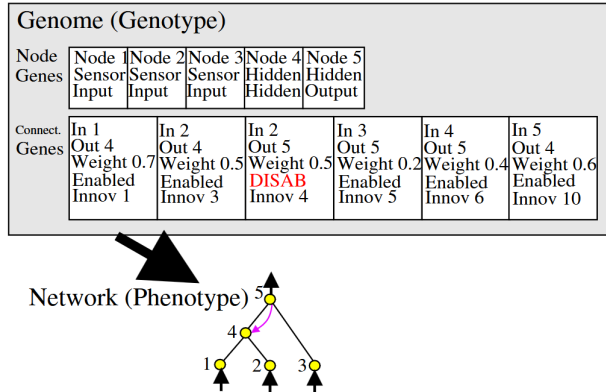 Genome (Genotype)
Node Genes
Node 1 Sensor Input
Node 2 Sensor Input
Node 3 Sensor Input
Node 4 Hidden Hidden
Node 5 Hidden Output
Connect. Genes
In 1
Out 4
Weight 0.7
Enabled
Innov 1
In 2
Out 4
Weight 0.5
Enabled
Innov 3
In 2
Out 5
Weight 0.5
DISAB
Innov 4
In 3
Out 5
Weight 0.2
Enabled
Innov 5
In 4
Out 5
Weight 0.4
Enabled
Innov 6
In 5
Out 4
Weight 0.6
Enabled
Innov 10
Network (Phenotype)
5
4
1
2
3